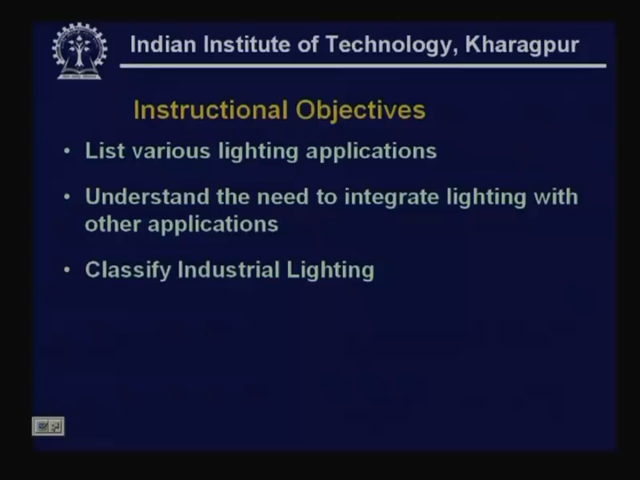 Indian Institute of Technology, Kharagpur
Instructional Objectives
• List various lighting applications
• Understand the need to integrate lighting with
other applications
• Classify Industrial Lighting